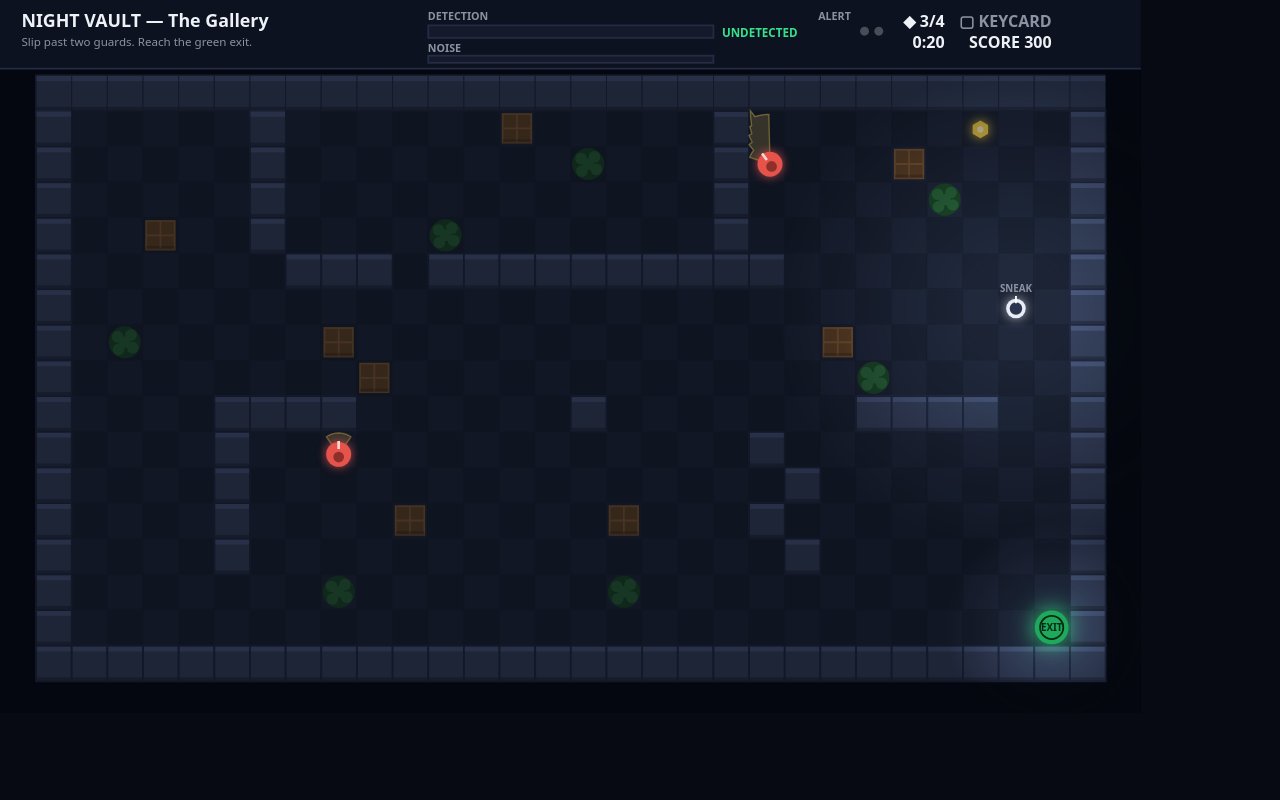 NIGHT VAULT — The Gallery
Slip past two guards. Reach the green exit.
DETECTION
UNDETECTED
NOISE
ALERT
◆ 3/4
▢ KEYCARD
0:20
SCORE 300
SNEAK
EXIT